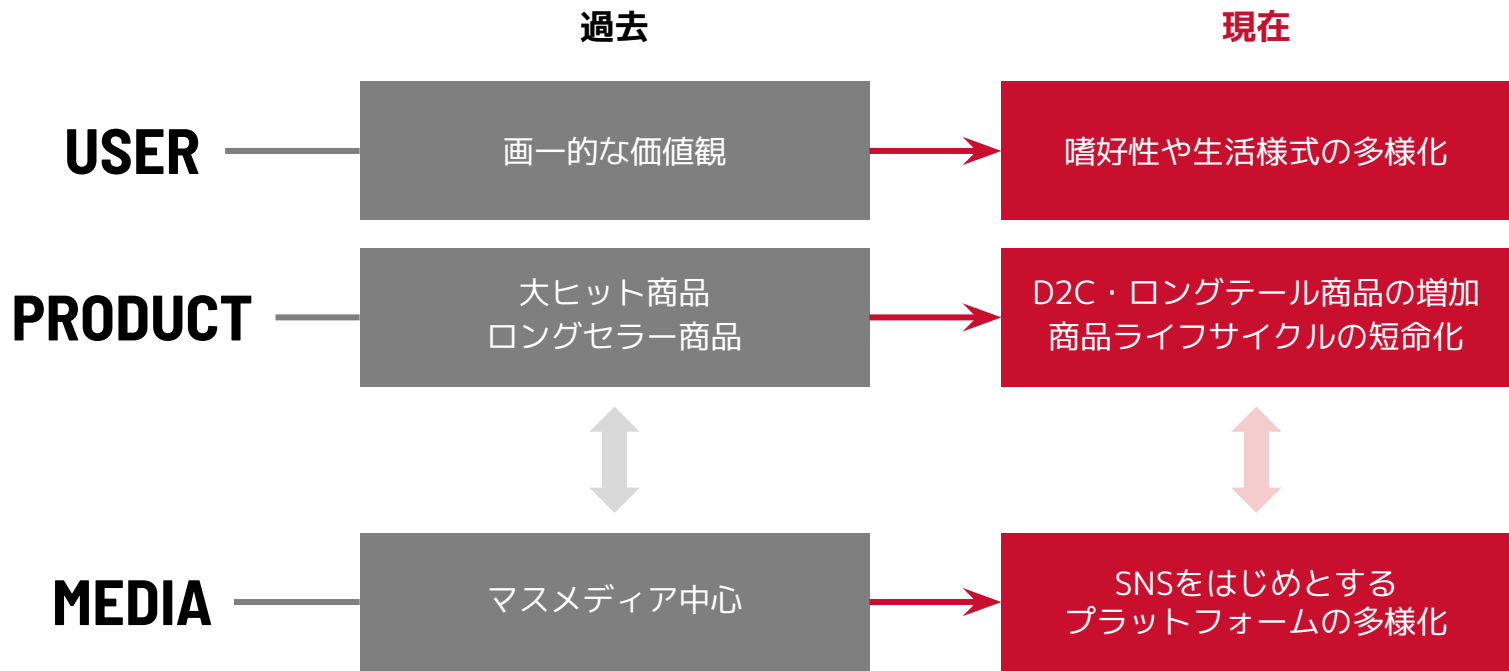 過去
現在
USER
画一的な価値観
嗜好性や生活様式の多様化
PRODUCT
大ヒット商品
ロングセラー商品
D2C・ロングテール商品の増加
商品ライフサイクルの短命化
MEDIA
マスメディア中心
SNSをはじめとする
プラットフォームの多様化